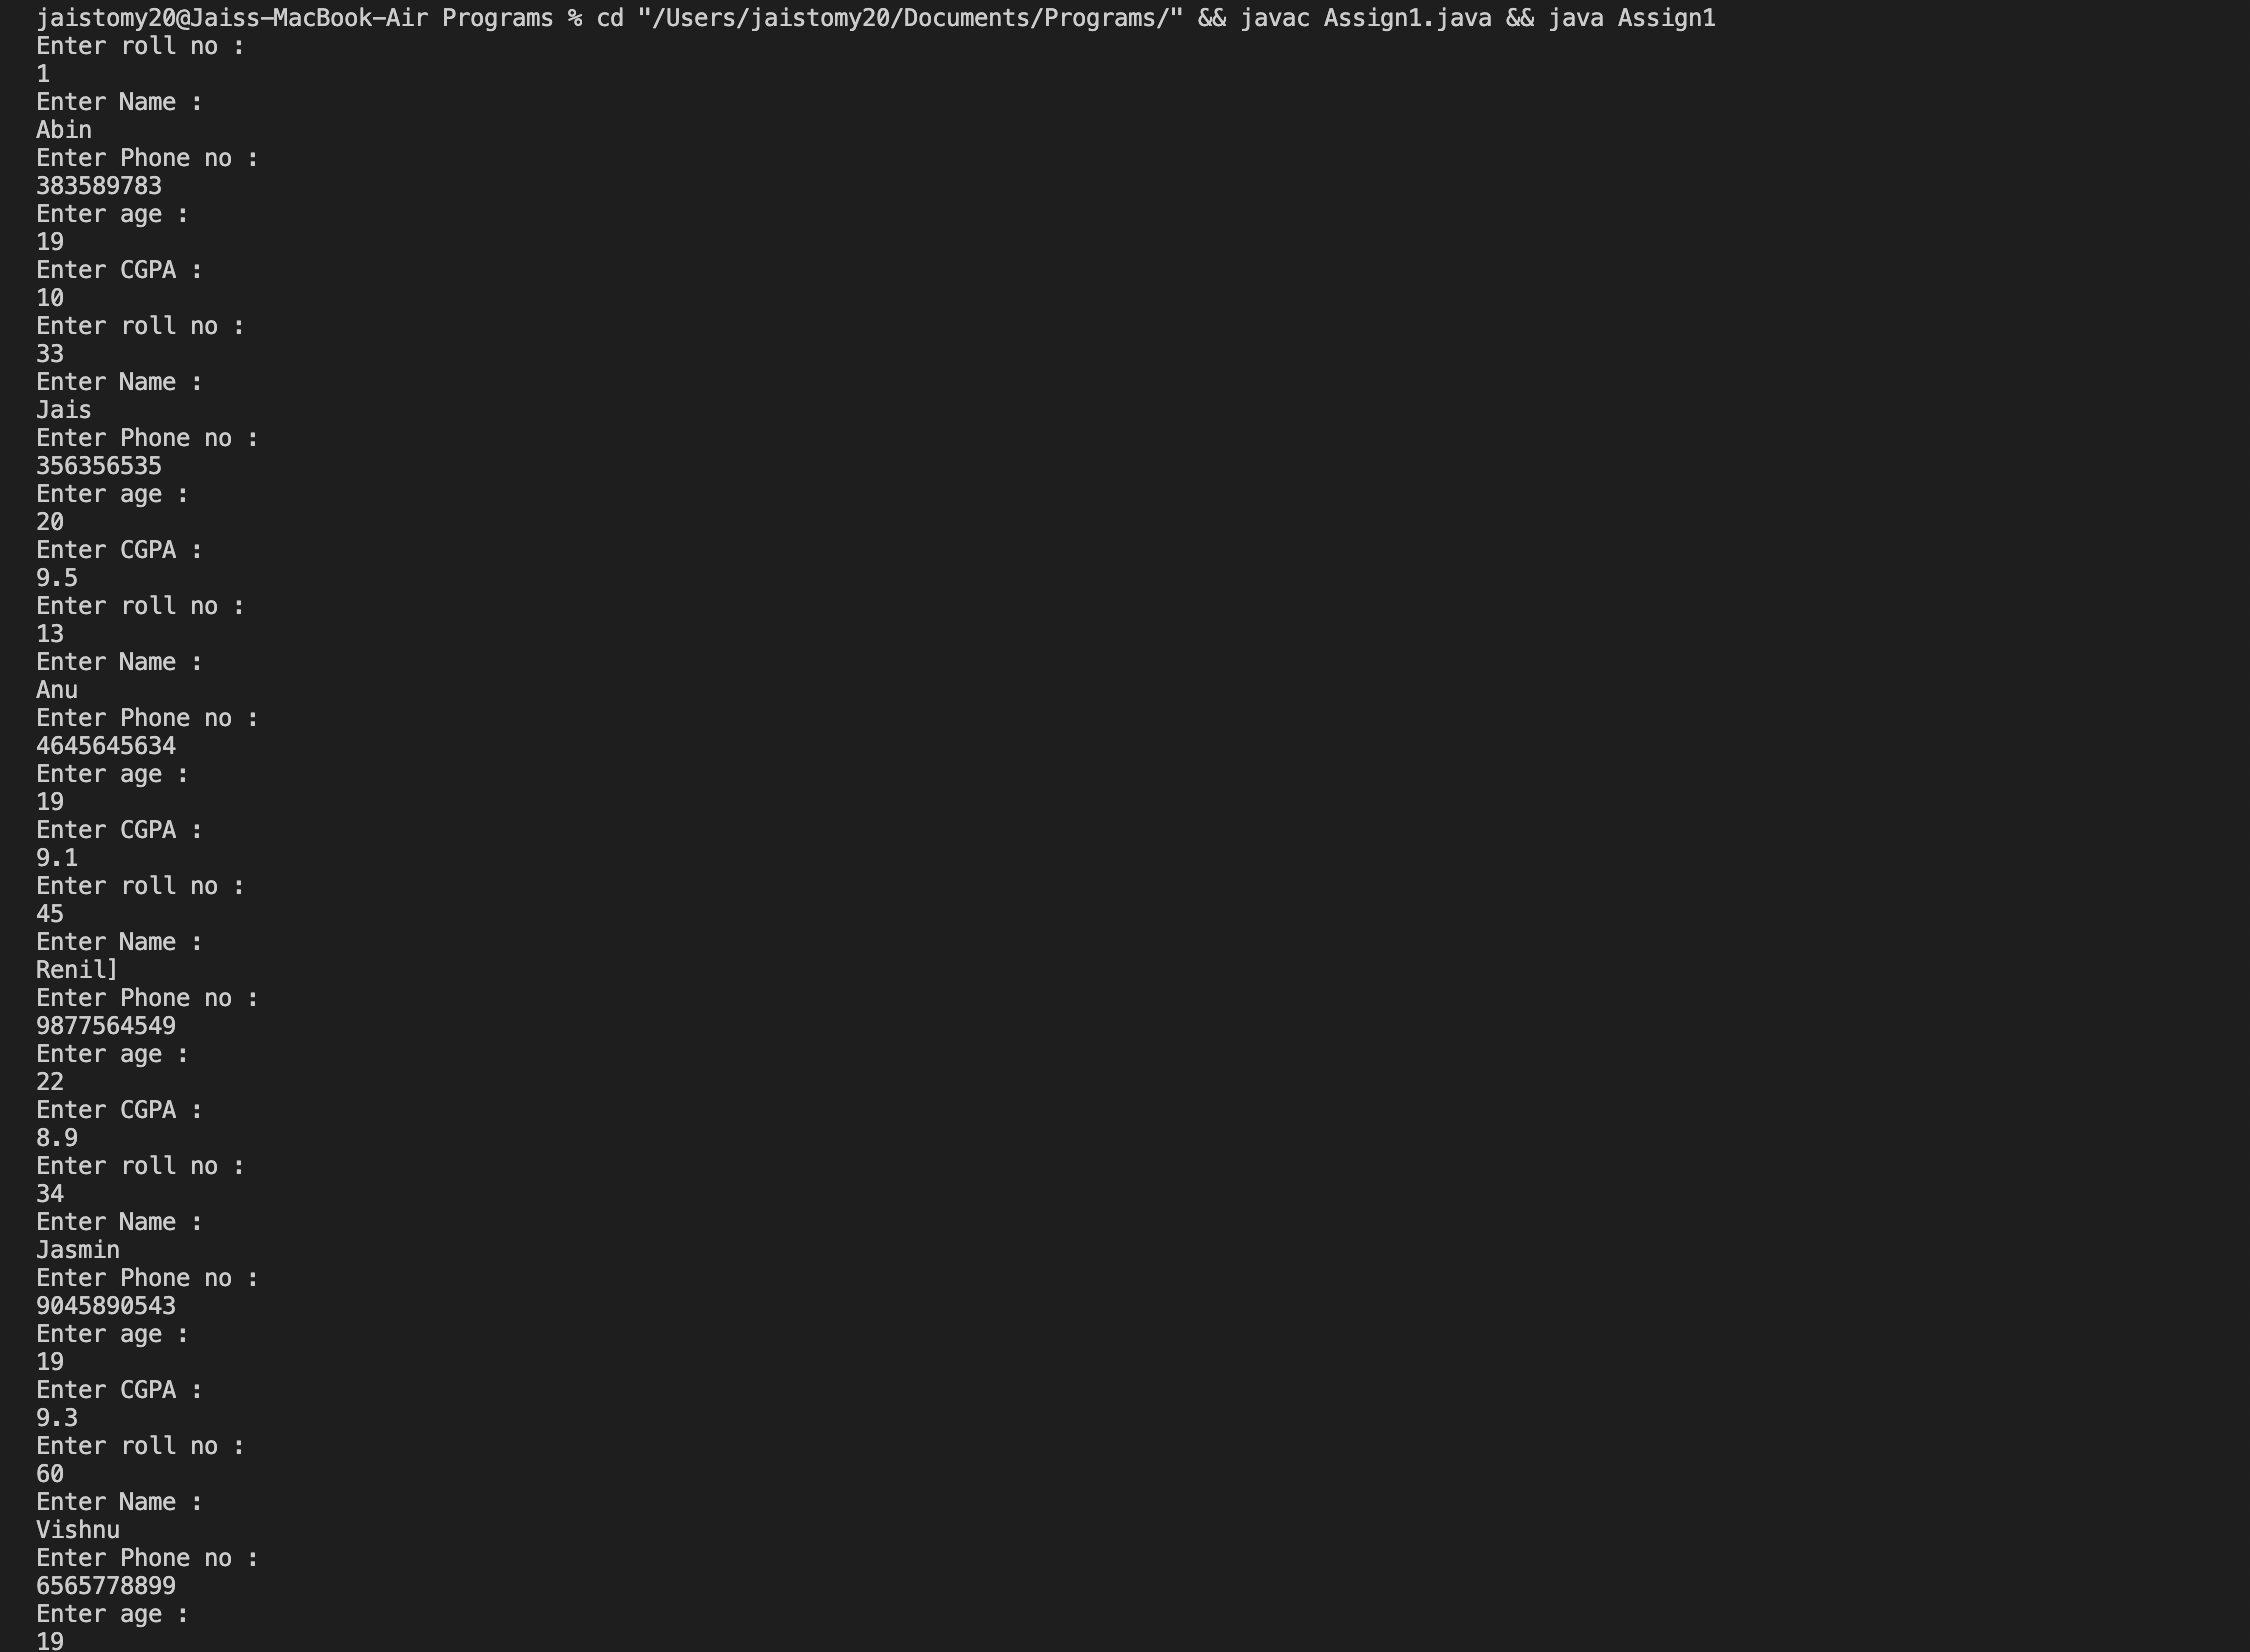 jaistomy20@Jaiss-MacBook-Air Programs % cd "/Users/jaistomy20/Documents/Programs/" && javac Assign1.java && java Assign1
Enter roll no :
1
Enter Name :
Abin
Enter Phone no :
383589783
Enter age :
19
Enter CGPA :
10
Enter roll no :
33
Enter Name :
Jais
Enter Phone no :
356356535
Enter age :
20
Enter CGPA :
9.5
Enter roll no :
13
Enter Name :
Anu
Enter Phone no :
4645645634
Enter age :
19
Enter CGPA :
9.1
Enter roll no :
45
Enter Name :
Renil]
Enter Phone no :
9877564549
Enter age :
22
Enter CGPA :
8.9
Enter roll no :
34
Enter Name :
Jasmin
Enter Phone no :
9045890543
Enter age :
19
Enter CGPA :
9.3
Enter roll no :
60
Enter Name :
Vishnu
Enter Phone no :
6565778899
Enter age :
19